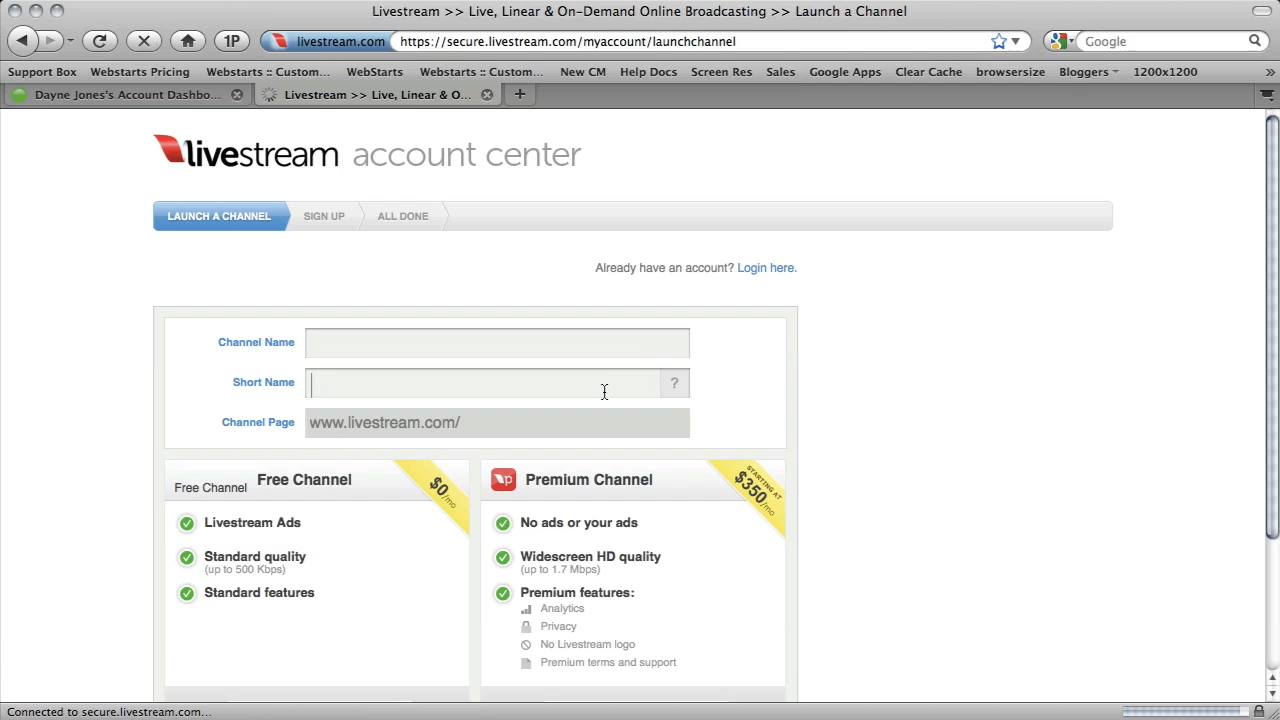 Livestream >> Live, Linear & On-Demand Online Broadcasting >> Launch a Channel
1P livestream.com https://secure.livestream.com/myaccount/launchchannel Google
Support Box Webstarts Pricing Webstarts :: Custom... WebStarts Webstarts :: Custom... New CM Help Docs Screen Res Sales Google Apps Clear Cache browsersize Bloggers 1200x1200 »
Dayne Jones's Account Dashbo... Livestream >> Live, Linear & O...
livestream account center
LAUNCH A CHANNEL SIGN UP ALL DONE
Already have an account? Login here.
Channel Name
Short Name ?
Channel Page www.livestream.com/
Free Channel Free Channel $0/mo
Livestream Ads
Standard quality
(up to 500 Kbps)
Standard features
Premium Channel STARTING AT $350/mo
No ads or your ads
Widescreen HD quality
(up to 1.7 Mbps)
Premium features:
Analytics
Privacy
No Livestream logo
Premium terms and support
Connected to secure.livestream.com...